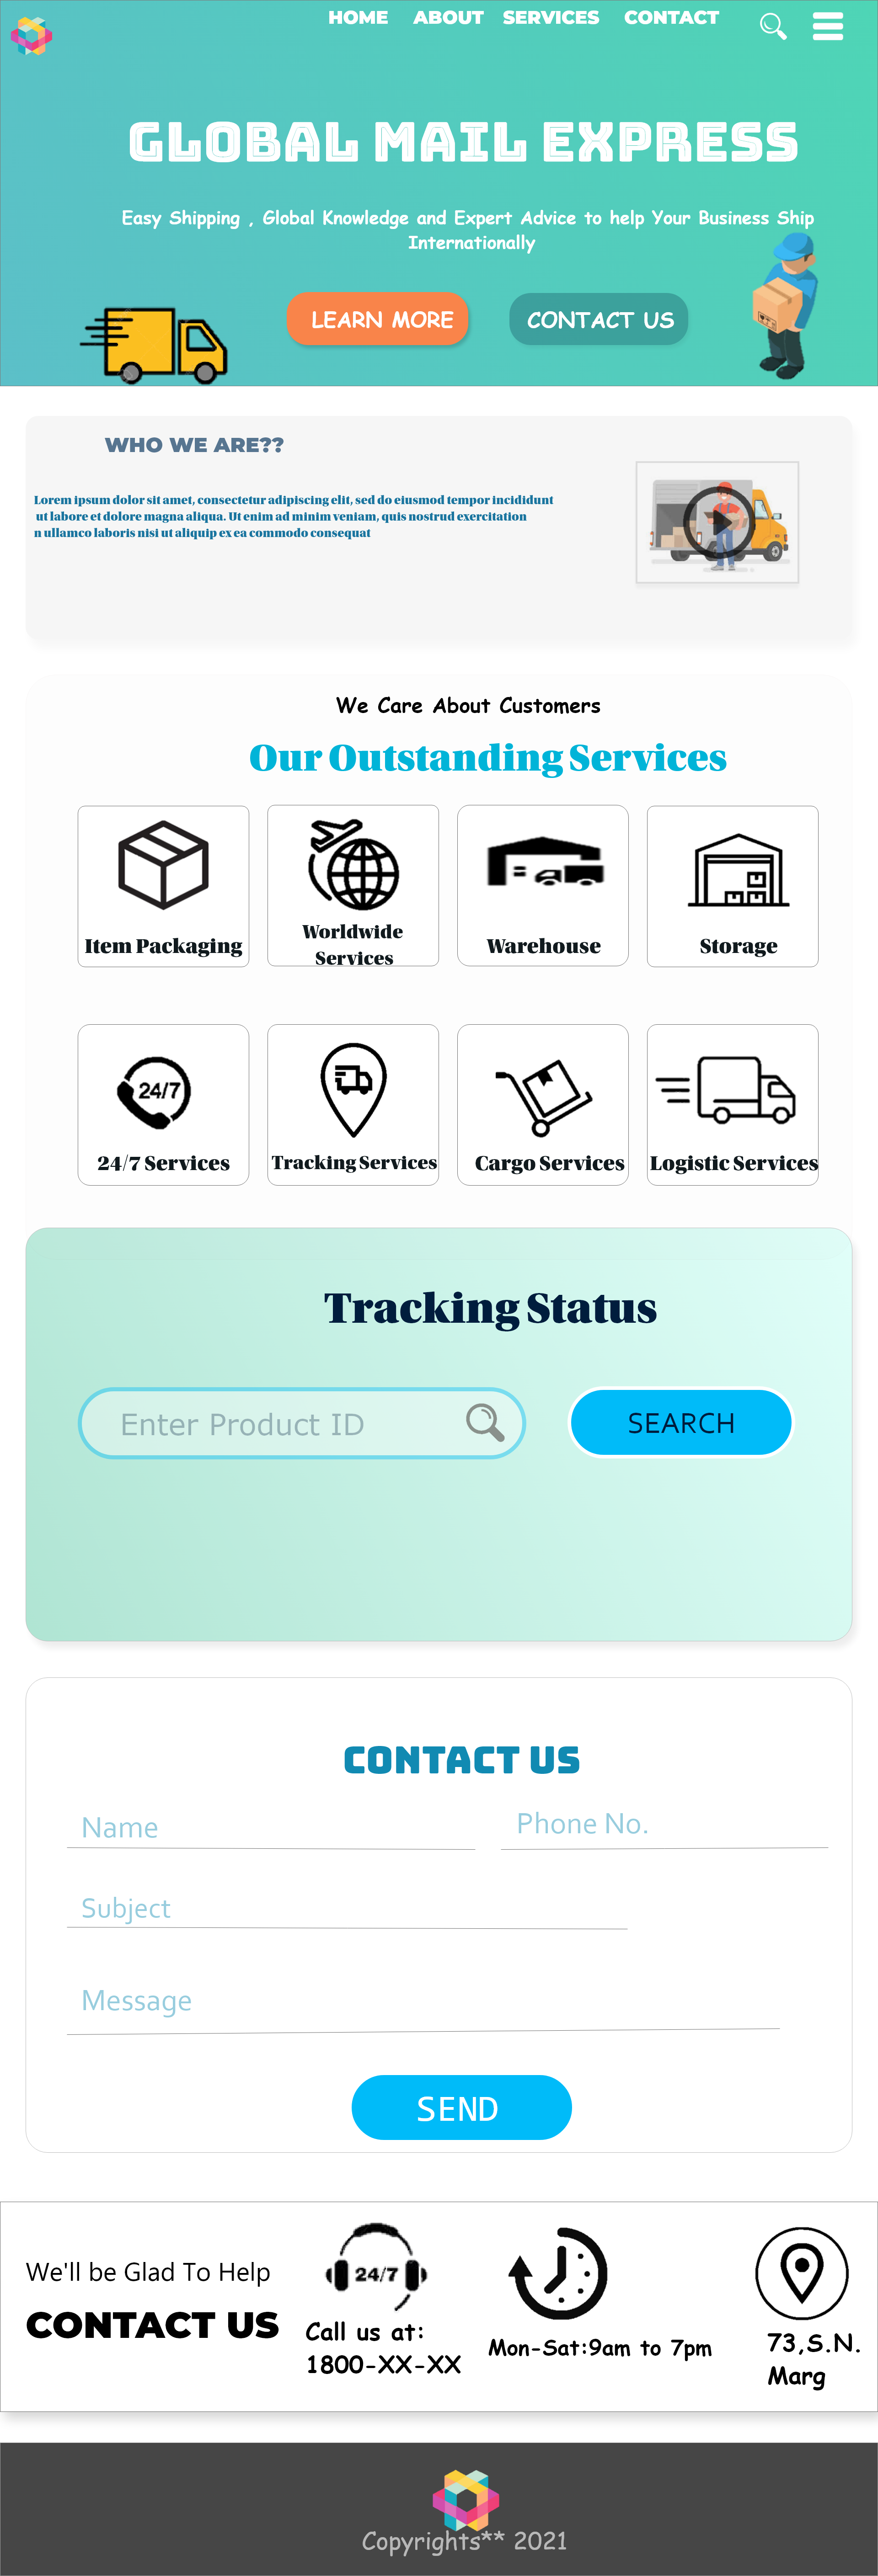 HOME ABOUT SERVICES CONTACT
GLOBAL MAIL EXPRESS
Easy Shipping , Global Knowledge and Expert Advice to help Your Business Ship
Internationally
LEARN MORE CONTACT US
WHO WE ARE??
Lorem ipsum dolor sit amet, consectetur adipiscing elit, sed do eiusmod tempor incididunt
ut labore et dolore magna aliqua. Ut enim ad minim veniam, quis nostrud exercitation
n ullamco laboris nisi ut aliquip ex ea commodo consequat
We Care About Customers
Our Outstanding Services
Item Packaging
Worldwide
Services
Warehouse
Storage
24/7
24/7 Services
Tracking Services
Cargo Services
Logistic Services
Tracking Status
Enter Product ID
SEARCH
CONTACT US
Name
Phone No.
Subject
Message
SEND
We'll be Glad To Help
CONTACT US
24/7
Call us at:
1800-XX-XX
Mon-Sat:9am to 7pm
73,S.N.
Marg
Copyrights** 2021